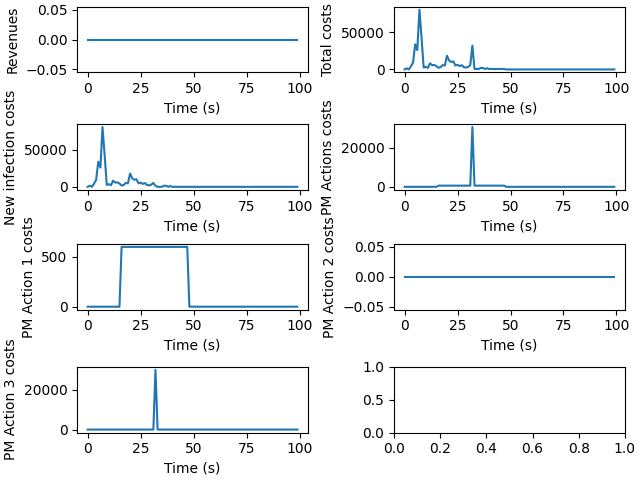 Revenues
0.05
0.00
−0.05
0 25 50 75 100
Time (s)
Total costs
50000
0
0 25 50 75 100
Time (s)
New infection costs
50000
0
0 25 50 75 100
Time (s)
PM Actions costs
20000
0
0 25 50 75 100
Time (s)
PM Action 1 costs
500
0
0 25 50 75 100
Time (s)
PM Action 2 costs
0.05
0.00
−0.05
0 25 50 75 100
Time (s)
PM Action 3 costs
20000
0
0 25 50 75 100
Time (s)
1.0
0.5
0.0
0.0 0.2 0.4 0.6 0.8 1.0